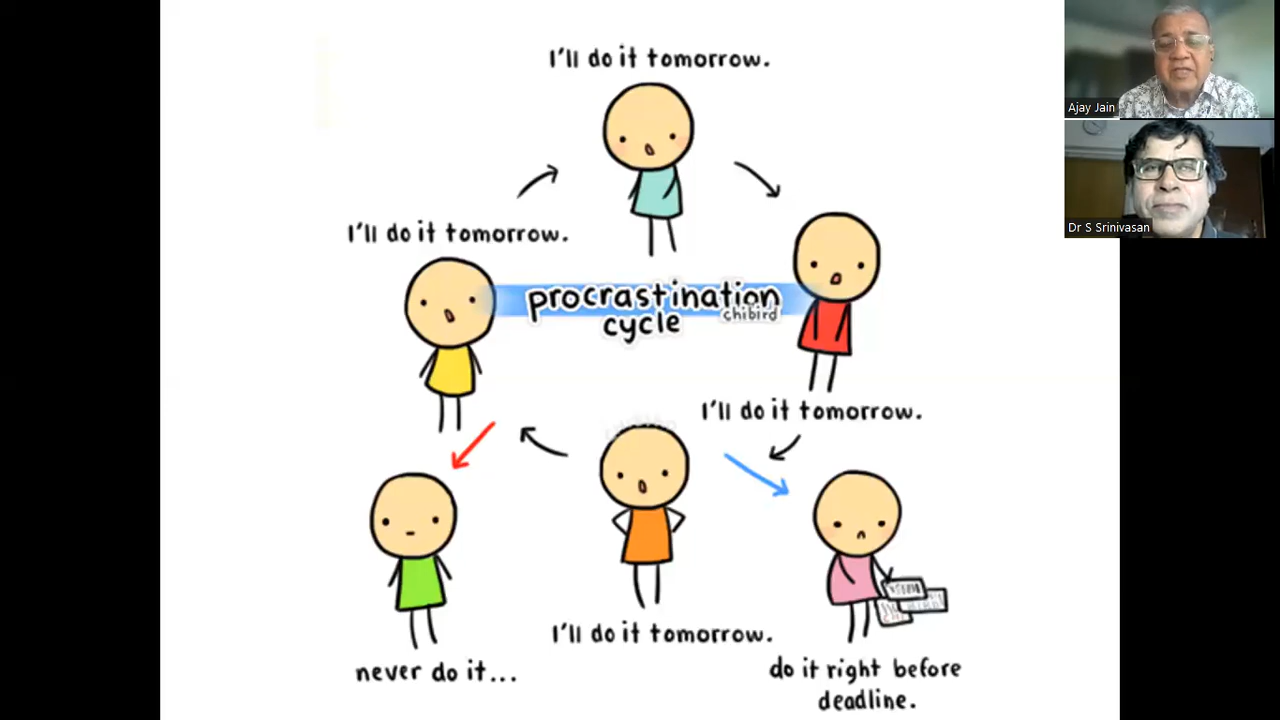 I'll do it tomorrow.
Ajay Jain
I'll do it tomorrow.
Dr S Srinivasan
procrastination
chibird
cycle
I'll do it tomorrow.
I'll do it tomorrow.
never do it...
do it right before
deadline.